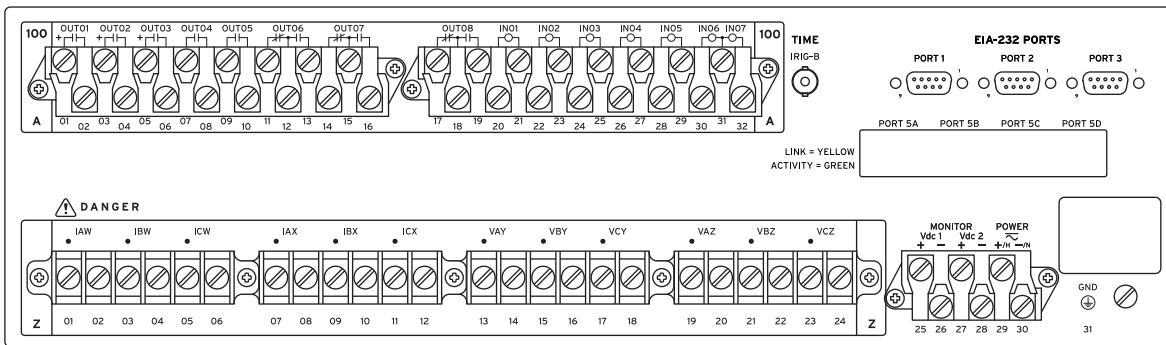 100 OUT01 OUT02 OUT03 OUT04 OUT05 OUT06 OUT07 OUT08 IN01 IN02 IN03 IN04 IN05 IN06 IN07 100
+ + +
A 01 02 03 04 05 06 07 08 09 10 11 12 13 14 15 16 17 18 19 20 21 22 23 24 25 26 27 28 29 30 31 32 A
TIME
IRIG-B
EIA-232 PORTS
PORT 1 PORT 2 PORT 3
1 1 1
9 9 9
PORT 5A PORT 5B PORT 5C PORT 5D
LINK = YELLOW
ACTIVITY = GREEN
DANGER
IAW IBW ICW IAX IBX ICX VAY VBY VCY VAZ VBZ VCZ
Z 01 02 03 04 05 06 07 08 09 10 11 12 13 14 15 16 17 18 19 20 21 22 23 24 Z
MONITOR POWER
Vdc 1 Vdc 2
+ − + − +/H −/N
25 26 27 28 29 30
GND
31